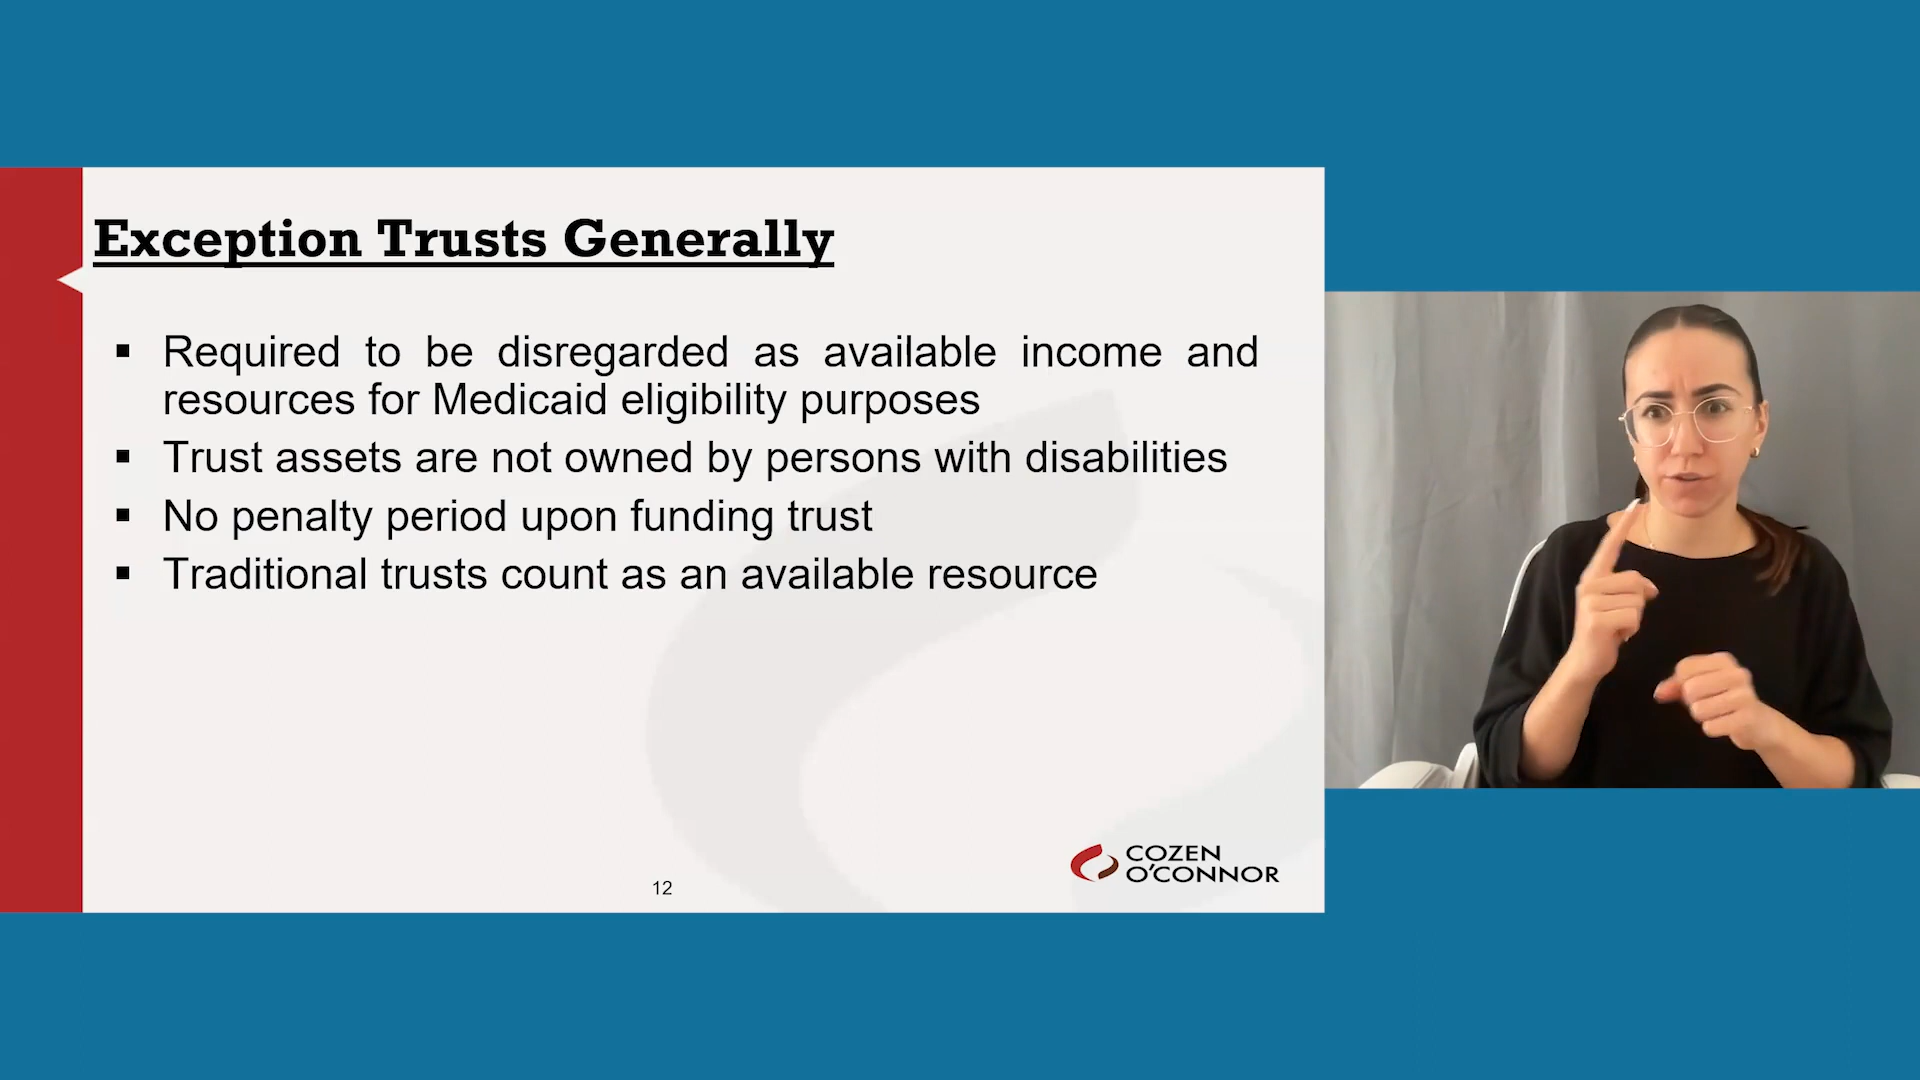 Exception Trusts Generally
▪ Required to be disregarded as available income and
resources for Medicaid eligibility purposes
▪ Trust assets are not owned by persons with disabilities
▪ No penalty period upon funding trust
▪ Traditional trusts count as an available resource
12
COZEN
O'CONNOR